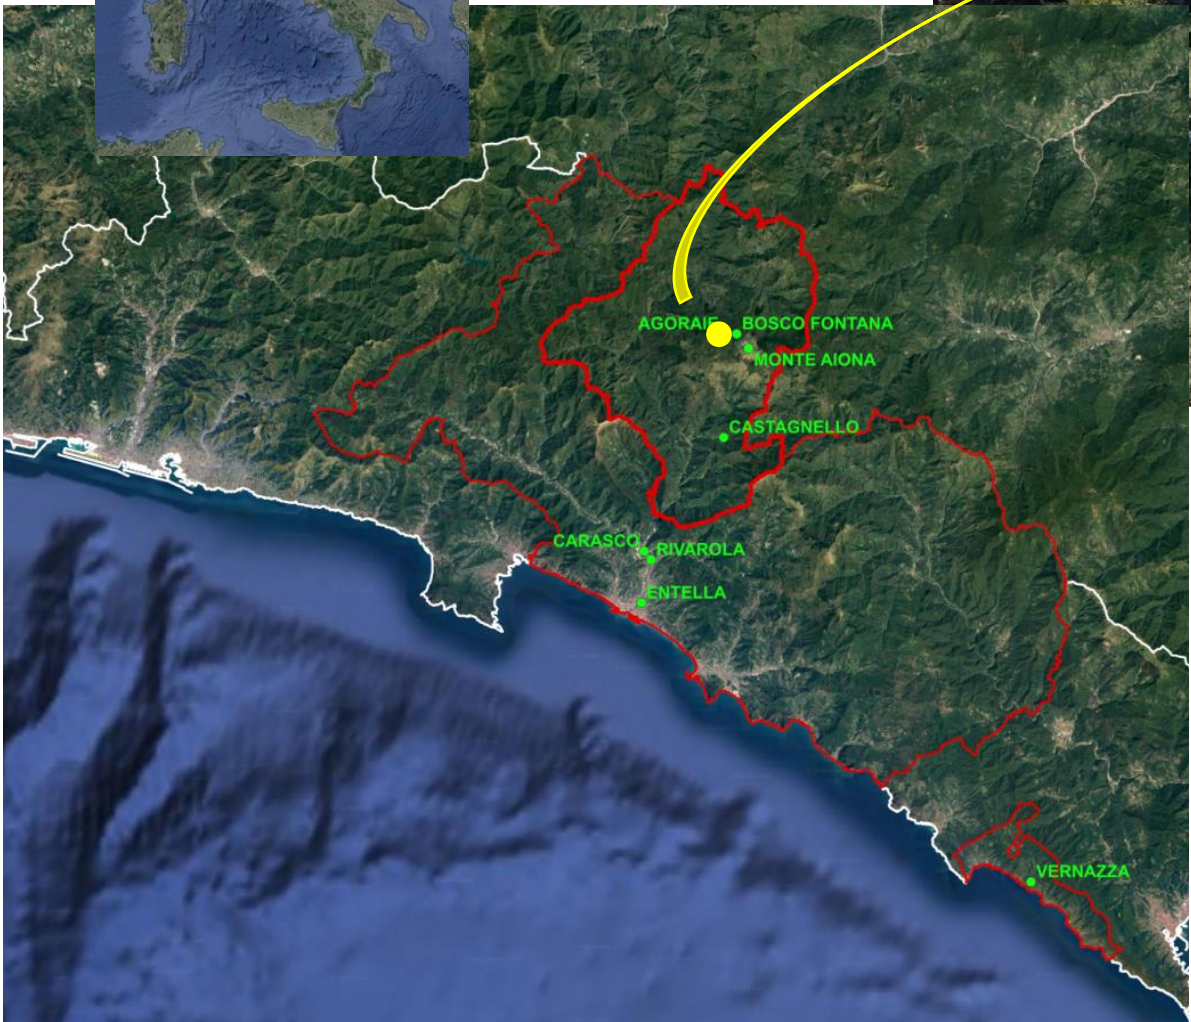 AGORAIE
BOSCO FONTANA
MONTE AIONA
CASTAGNELLO
CARASCO
RIVAROLA
ENTELLA
VERNAZZA